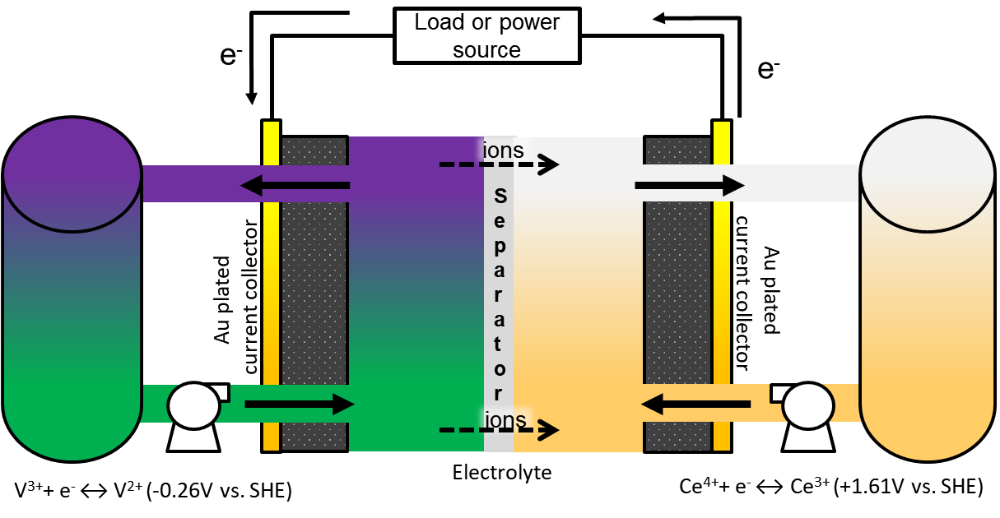 Load or power
source
e-
e-
ions
Separator
Au plated
current collector
Au plated
current collector
ions
Electrolyte
V3++ e- ↔ V2+ (-0.26V vs. SHE)
Ce4++ e- ↔ Ce3+ (+1.61V vs. SHE)